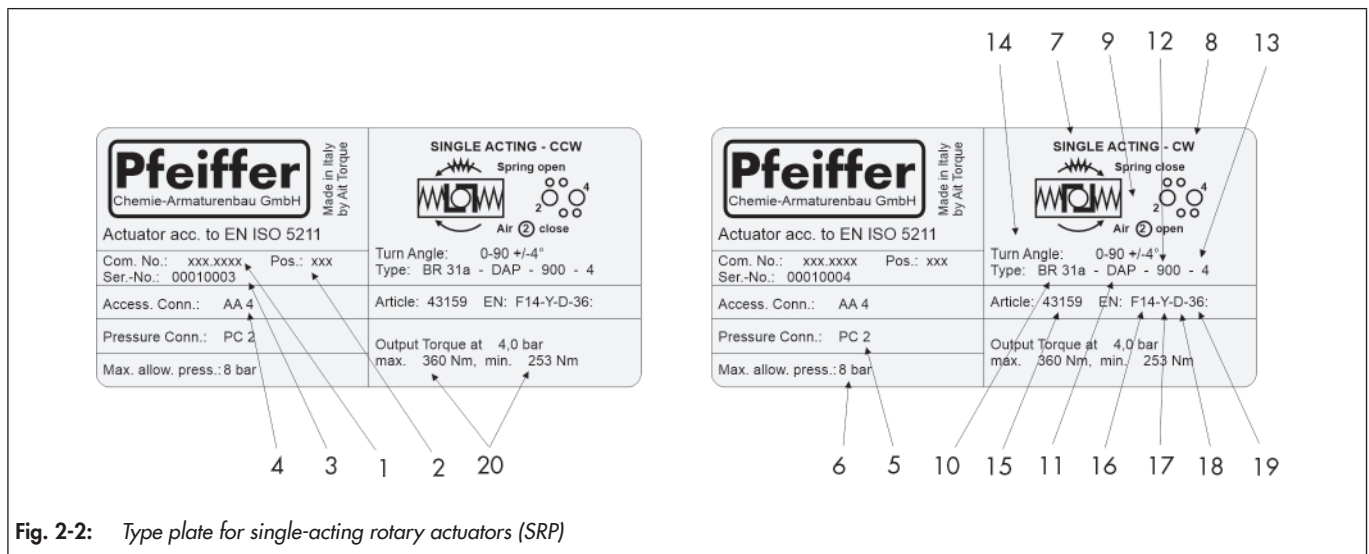 14 7 9 12 8 13
Pfeiffer
Chemie-Armaturenbau GmbH
Made in Italy
by Ait Torque
Actuator acc. to EN ISO 5211
Com. No.: xxx.xxxx Pos.: xxx
Ser.-No.: 00010003
Access. Conn.: AA 4
Pressure Conn.: PC 2
Max. allow. press.: 8 bar
SINGLE ACTING - CCW
Spring open
2 4
Air 2 close
Turn Angle: 0-90 +/-4°
Type: BR 31a - DAP - 900 - 4
Article: 43159 EN: F14-Y-D-36:
Output Torque at 4,0 bar
max. 360 Nm, min. 253 Nm
Pfeiffer
Chemie-Armaturenbau GmbH
Made in Italy
by Ait Torque
Actuator acc. to EN ISO 5211
Com. No.: xxx.xxxx Pos.: xxx
Ser.-No.: 00010004
Access. Conn.: AA 4
Pressure Conn.: PC 2
Max. allow. press.: 8 bar
SINGLE ACTING - CW
Spring close
2 4
Air 2 open
Turn Angle: 0-90 +/-4°
Type: BR 31a - DAP - 900 - 4
Article: 43159 EN: F14-Y-D-36:
Output Torque at 4,0 bar
max. 360 Nm, min. 253 Nm
4 3 1 2 20 6 5 10 15 11 16 17 18 19
Fig. 2-2: Type plate for single-acting rotary actuators (SRP)